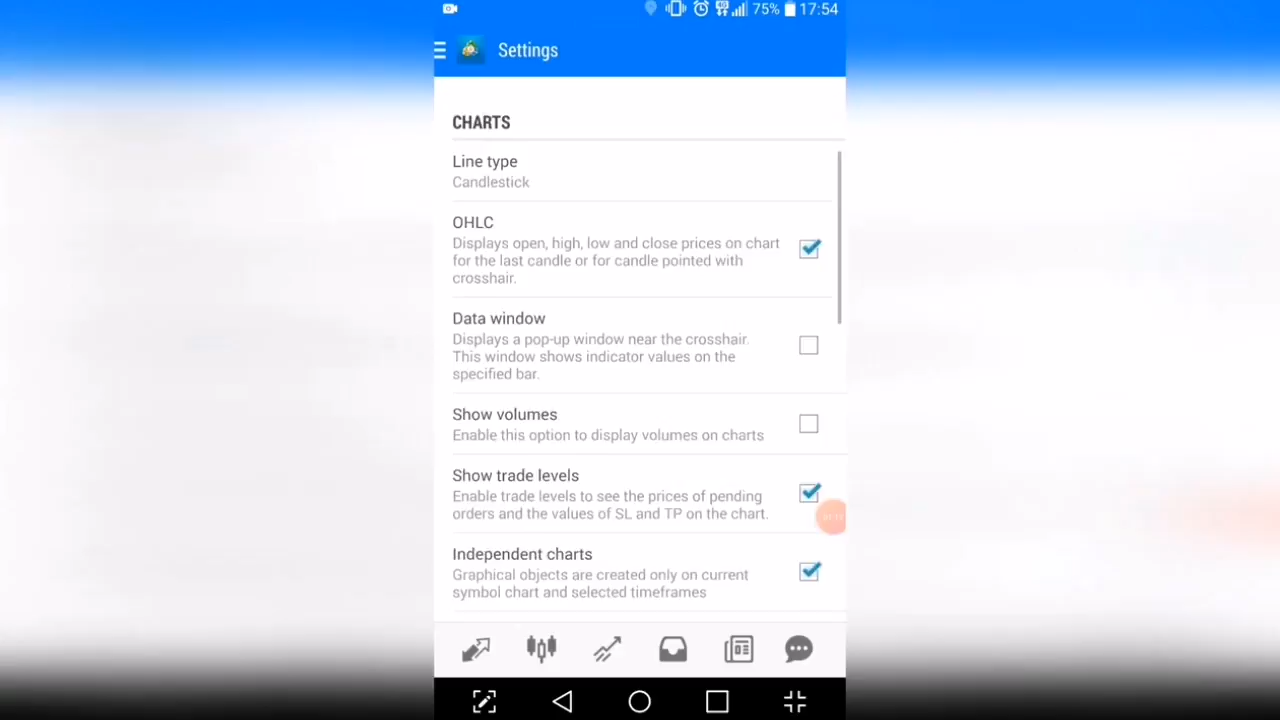 75% 17:54
Settings
CHARTS
Line type
Candlestick
OHLC
Displays open, high, low and close prices on chart
for the last candle or for candle pointed with
crosshair.
Data window
Displays a pop-up window near the crosshair.
This window shows indicator values on the
specified bar.
Show volumes
Enable this option to display volumes on charts
Show trade levels
Enable trade levels to see the prices of pending
orders and the values of SL and TP on the chart.
Independent charts
Graphical objects are created only on current
symbol chart and selected timeframes